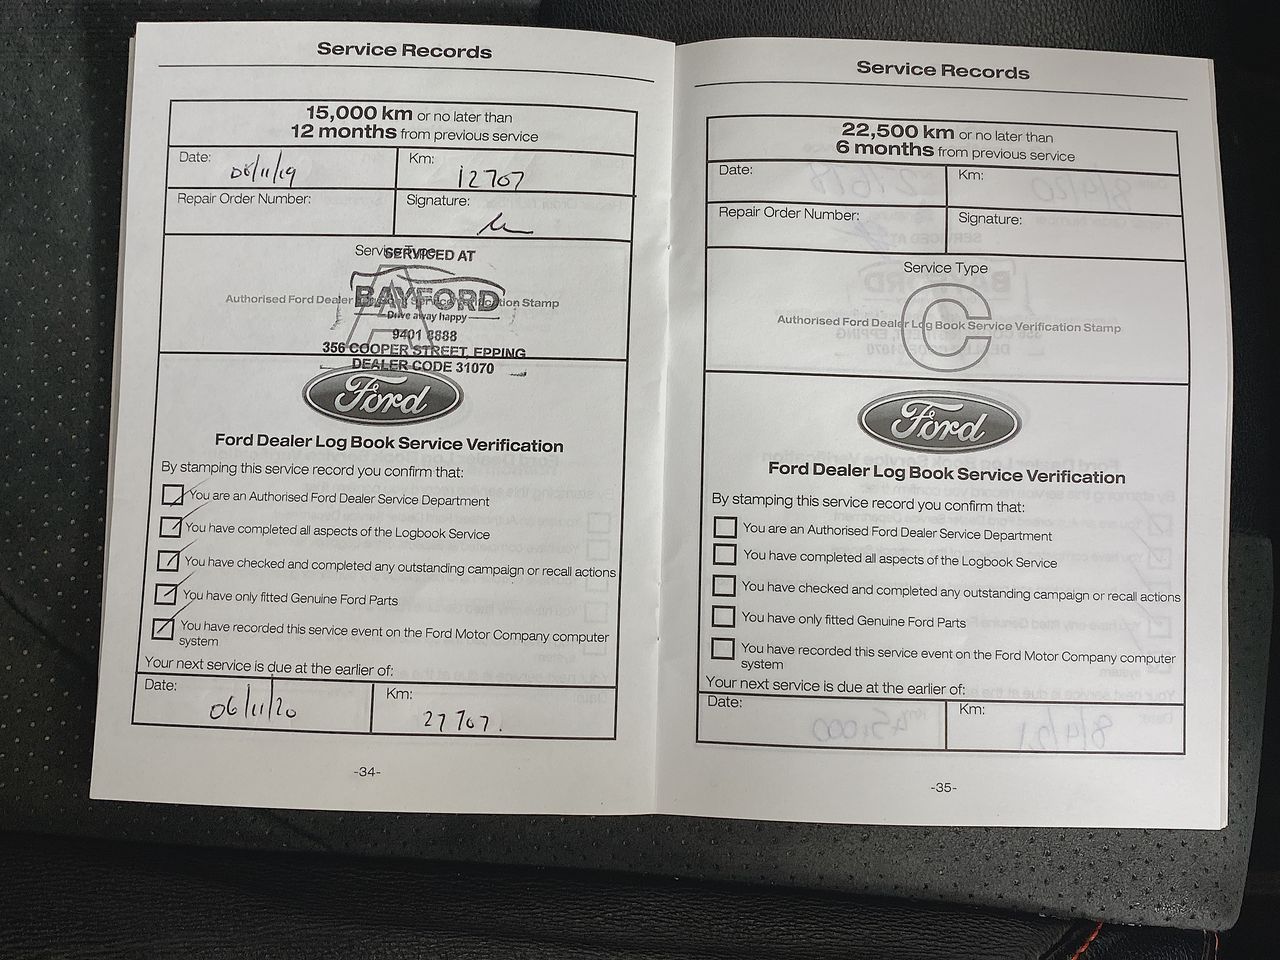 Service Records
15,000 km or no later than
12 months from previous service
Date: 06/11/19
Km: 12707
Repair Order Number:
Signature:
Service Type
A
Authorised Ford Dealer Log Book Service Verification Stamp
SERVICED AT
BAYFORD
Drive away happy
9401 8888
356 COOPER STREET, EPPING
DEALER CODE 31070
Ford
Ford Dealer Log Book Service Verification
By stamping this service record you confirm that:
You are an Authorised Ford Dealer Service Department
You have completed all aspects of the Logbook Service
You have checked and completed any outstanding campaign or recall actions
You have only fitted Genuine Ford Parts
You have recorded this service event on the Ford Motor Company computer
system
Your next service is due at the earlier of:
Date: 06/11/20
Km: 27707.
-34-
Service Records
22,500 km or no later than
6 months from previous service
Date:
Km:
Repair Order Number:
Signature:
Service Type
C
Authorised Ford Dealer Log Book Service Verification Stamp
Ford
Ford Dealer Log Book Service Verification
By stamping this service record you confirm that:
You are an Authorised Ford Dealer Service Department
You have completed all aspects of the Logbook Service
You have checked and completed any outstanding campaign or recall actions
You have only fitted Genuine Ford Parts
You have recorded this service event on the Ford Motor Company computer
system
Your next service is due at the earlier of:
Date:
Km:
-35-